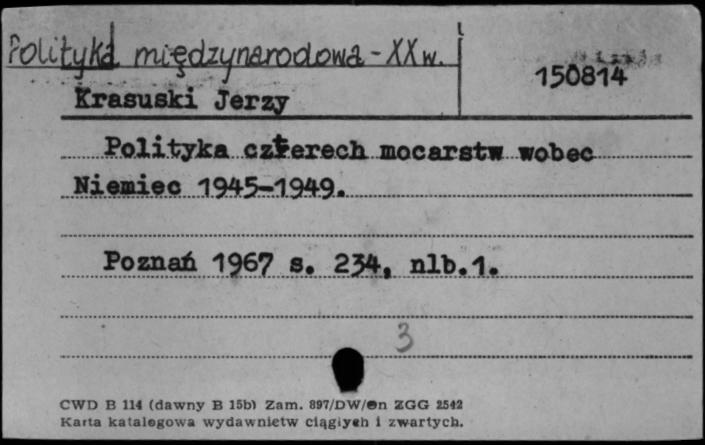 Polityka międzynarodowa - XX w.
150814
Krasuski Jerzy
Polityka czterech mocarstw wobec
Niemiec 1945-1949.
Poznań 1967 s. 234, nlb.1.
3
CWD B 114 (dawny B 15b) Zam. 897/DW/en ZGG 2542
Karta katalogowa wydawnictw ciągłych i zwartych.